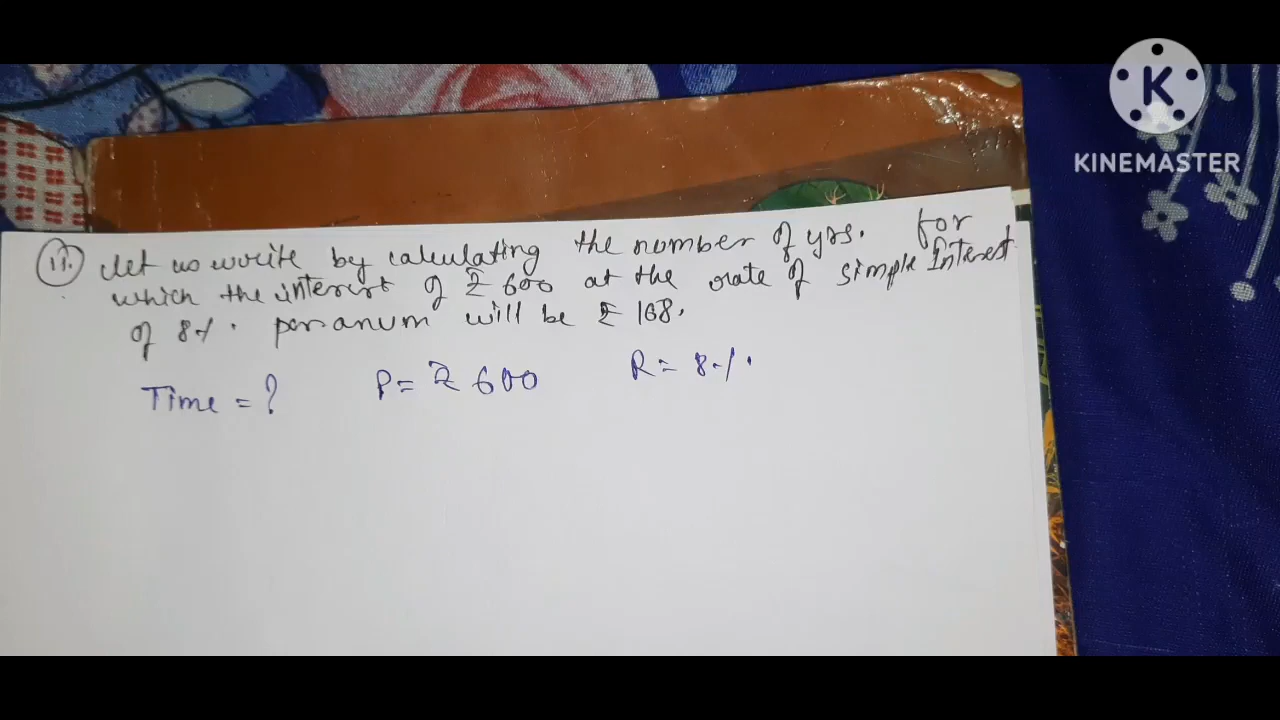 11. Let us write by calculating the number of yrs. for
which the interest of ₹ 600 at the rate of simple Interest
of 8%. per anum will be ₹ 168.
Time = ? P = ₹ 600 R = 8%.
K
KINEMASTER